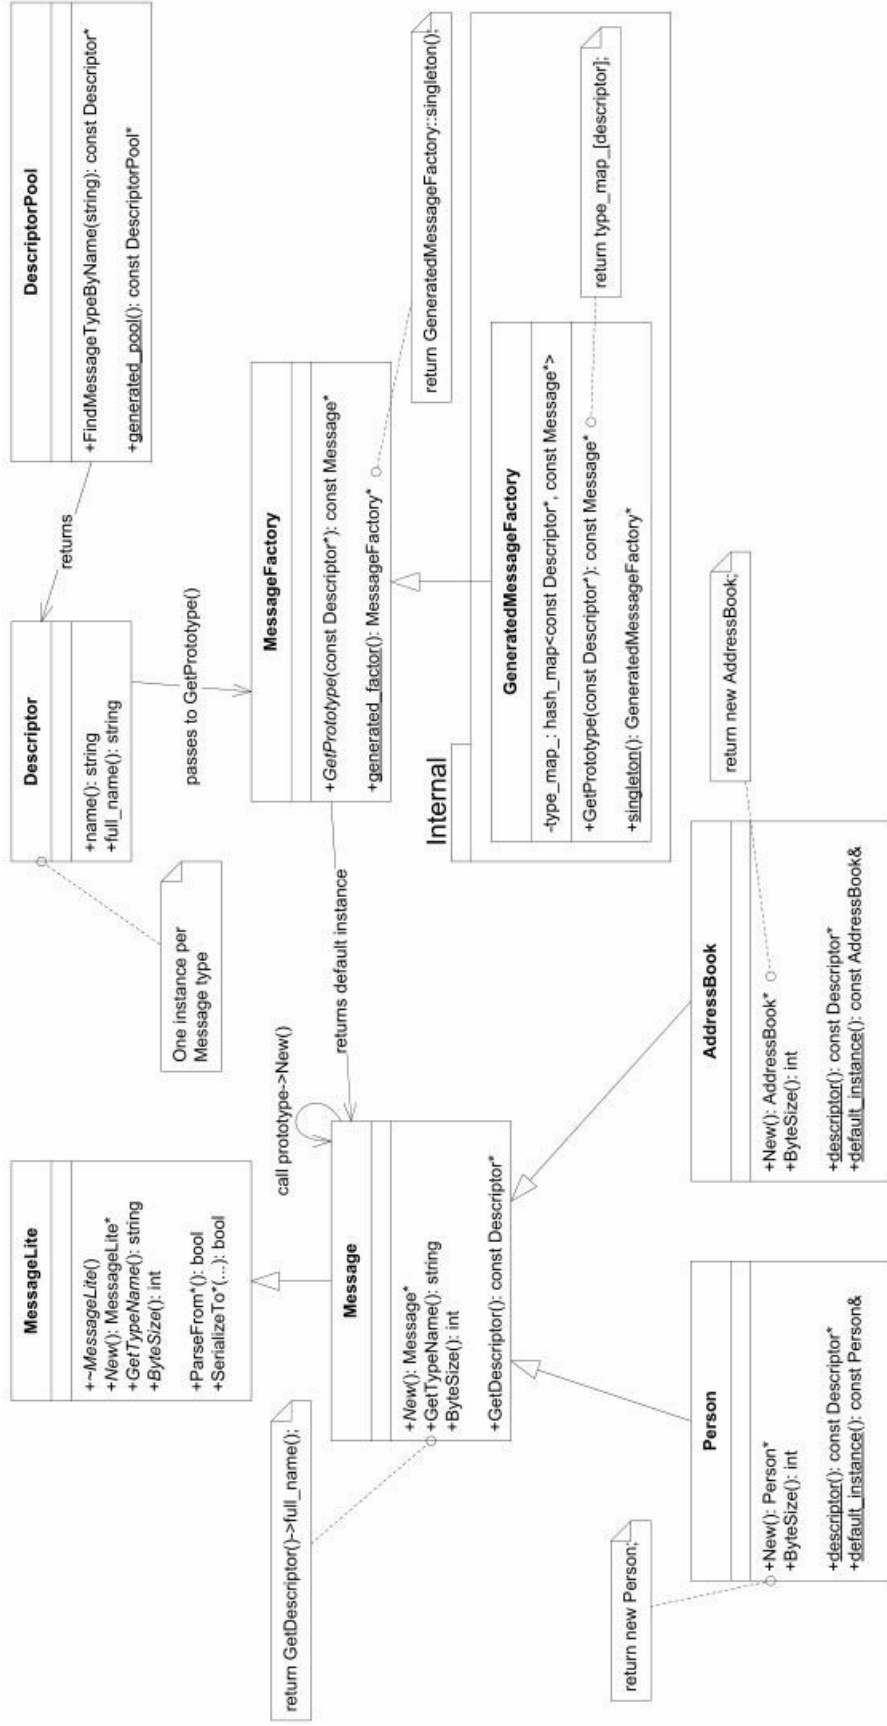 MessageLite
+~MessageLite()
+New(): MessageLite*
+GetTypeName(): string
+ByteSize(): int
+ParseFrom*(): bool
+SerializeTo*(...): bool
One instance per
Message type
Descriptor
+name(): string
+full_name(): string
returns
DescriptorPool
+FindMessageTypeByName(string): const Descriptor*
+generated_pool(): const DescriptorPool*
passes to GetPrototype()
return GetDescriptor()->full_name();
call prototype->New()
Message
+New(): Message*
+GetTypeName(): string
+ByteSize(): int
+GetDescriptor(): const Descriptor*
returns default instance
MessageFactory
+GetPrototype(const Descriptor*): const Message*
+generated_factor(): MessageFactory*
return GeneratedMessageFactory::singleton();
Internal
GeneratedMessageFactory
-type_map_: hash_map<const Descriptor*, const Message*>
+GetPrototype(const Descriptor*): const Message*
+singleton(): GeneratedMessageFactory*
return type_map_[descriptor];
return new Person;
Person
+New(): Person*
+ByteSize(): int
+descriptor(): const Descriptor*
+default_instance(): const Person&
AddressBook
+New(): AddressBook*
+ByteSize(): int
+descriptor(): const Descriptor*
+default_instance(): const AddressBook&
return new AddressBook;